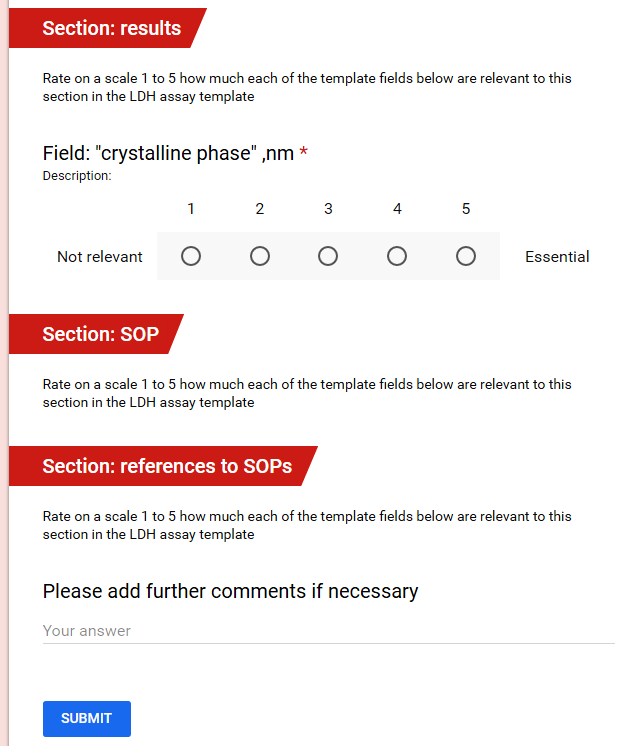 Section: results
Rate on a scale 1 to 5 how much each of the template fields below are relevant to this
section in the LDH assay template
Field: "crystalline phase" ,nm *
Description:
1 2 3 4 5
Not relevant Essential
Section: SOP
Rate on a scale 1 to 5 how much each of the template fields below are relevant to this
section in the LDH assay template
Section: references to SOPs
Rate on a scale 1 to 5 how much each of the template fields below are relevant to this
section in the LDH assay template
Please add further comments if necessary
Your answer
SUBMIT